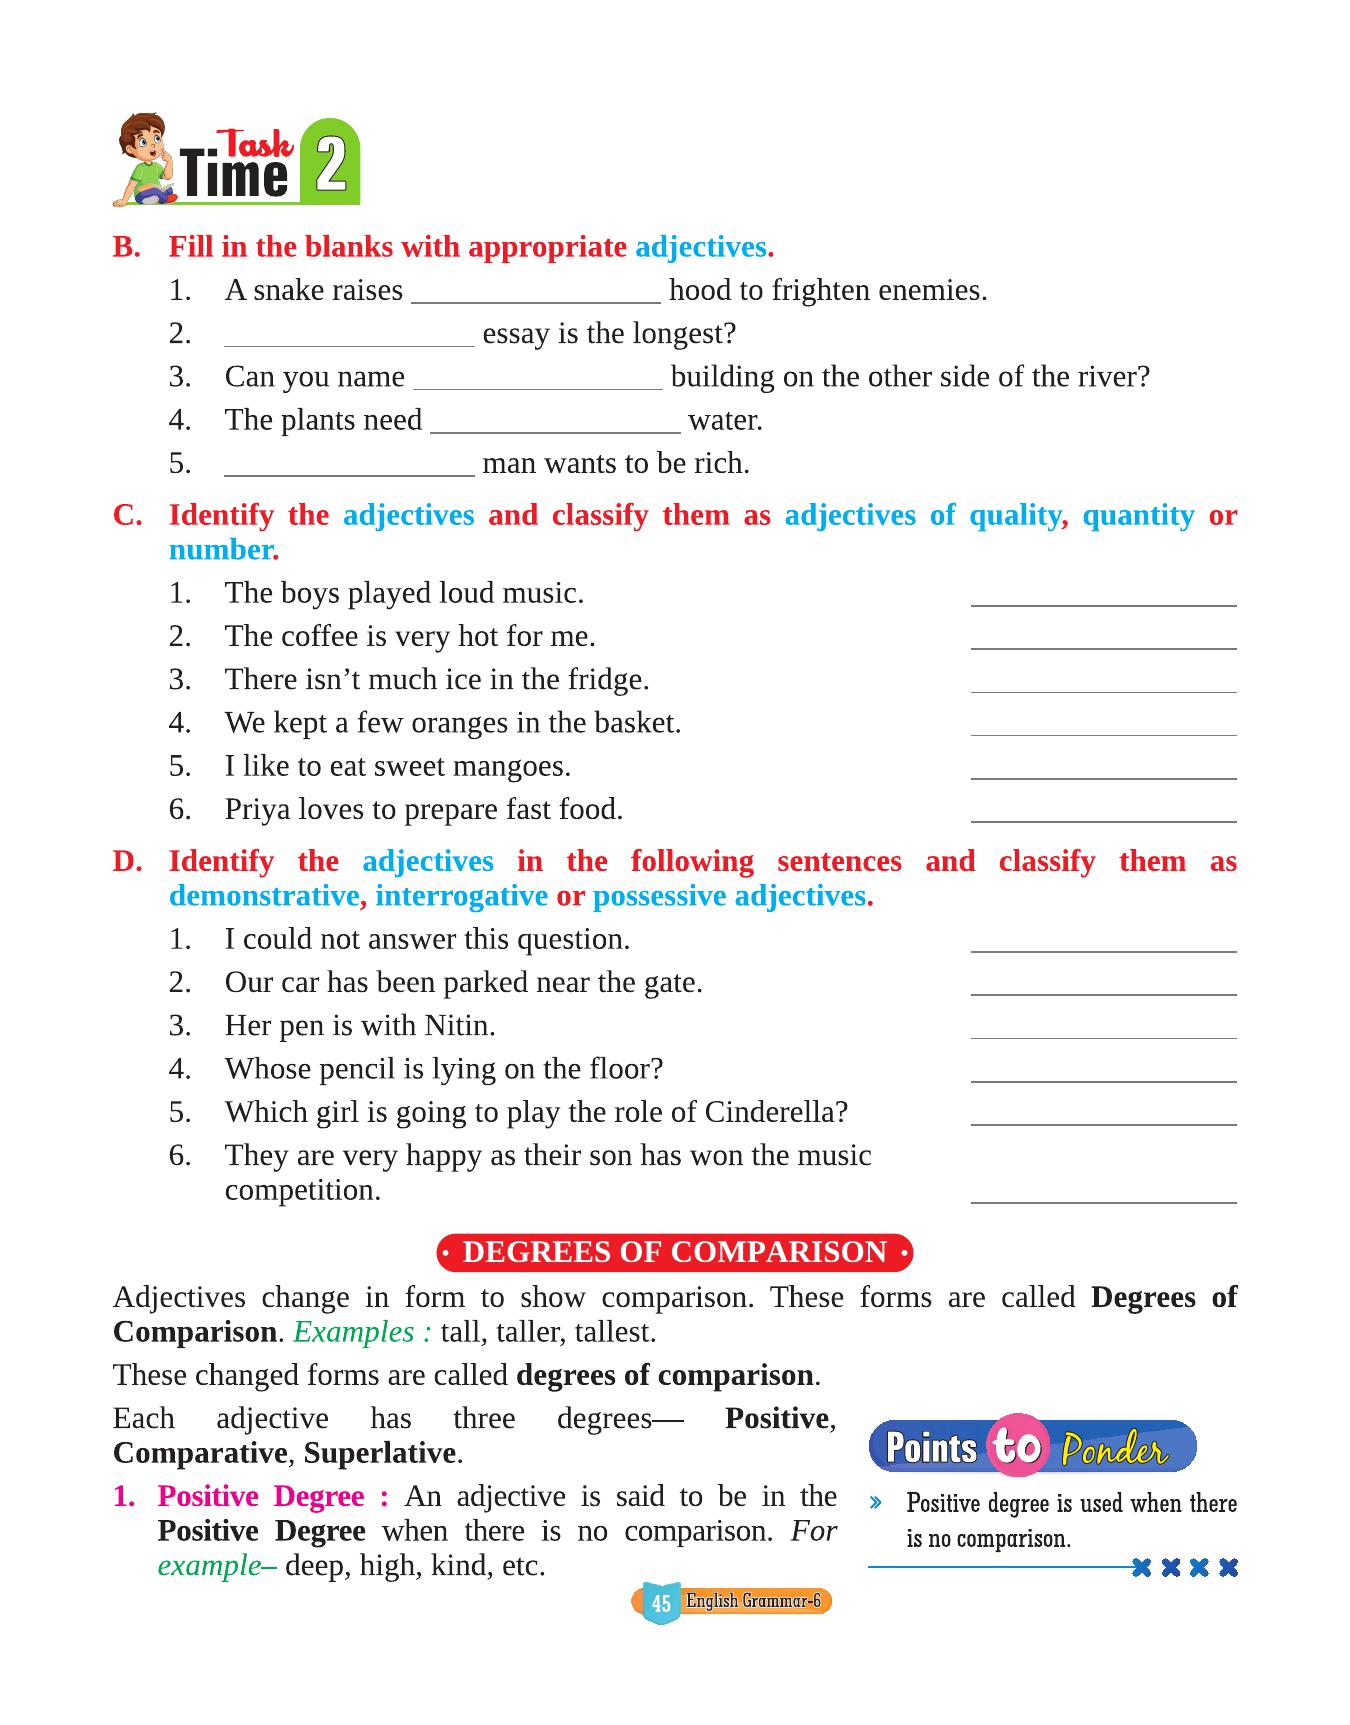 Task
Time 2
B. Fill in the blanks with appropriate adjectives.
1. A snake raises ________________ hood to frighten enemies.
2. ________________ essay is the longest?
3. Can you name ________________ building on the other side of the river?
4. The plants need ________________ water.
5. ________________ man wants to be rich.
C. Identify the adjectives and classify them as adjectives of quality, quantity or
number.
1. The boys played loud music. ________________
2. The coffee is very hot for me. ________________
3. There isn’t much ice in the fridge. ________________
4. We kept a few oranges in the basket. ________________
5. I like to eat sweet mangoes. ________________
6. Priya loves to prepare fast food. ________________
D. Identify the adjectives in the following sentences and classify them as
demonstrative, interrogative or possessive adjectives.
1. I could not answer this question. ________________
2. Our car has been parked near the gate. ________________
3. Her pen is with Nitin. ________________
4. Whose pencil is lying on the floor? ________________
5. Which girl is going to play the role of Cinderella? ________________
6. They are very happy as their son has won the music
competition. ________________
• DEGREES OF COMPARISON •
Adjectives change in form to show comparison. These forms are called Degrees of
Comparison. Examples : tall, taller, tallest.
These changed forms are called degrees of comparison.
Each adjective has three degrees— Positive,
Comparative, Superlative.
1. Positive Degree : An adjective is said to be in the
Positive Degree when there is no comparison. For
example– deep, high, kind, etc.
Points to Ponder
» Positive degree is used when there
is no comparison.
45 English Grammar-6